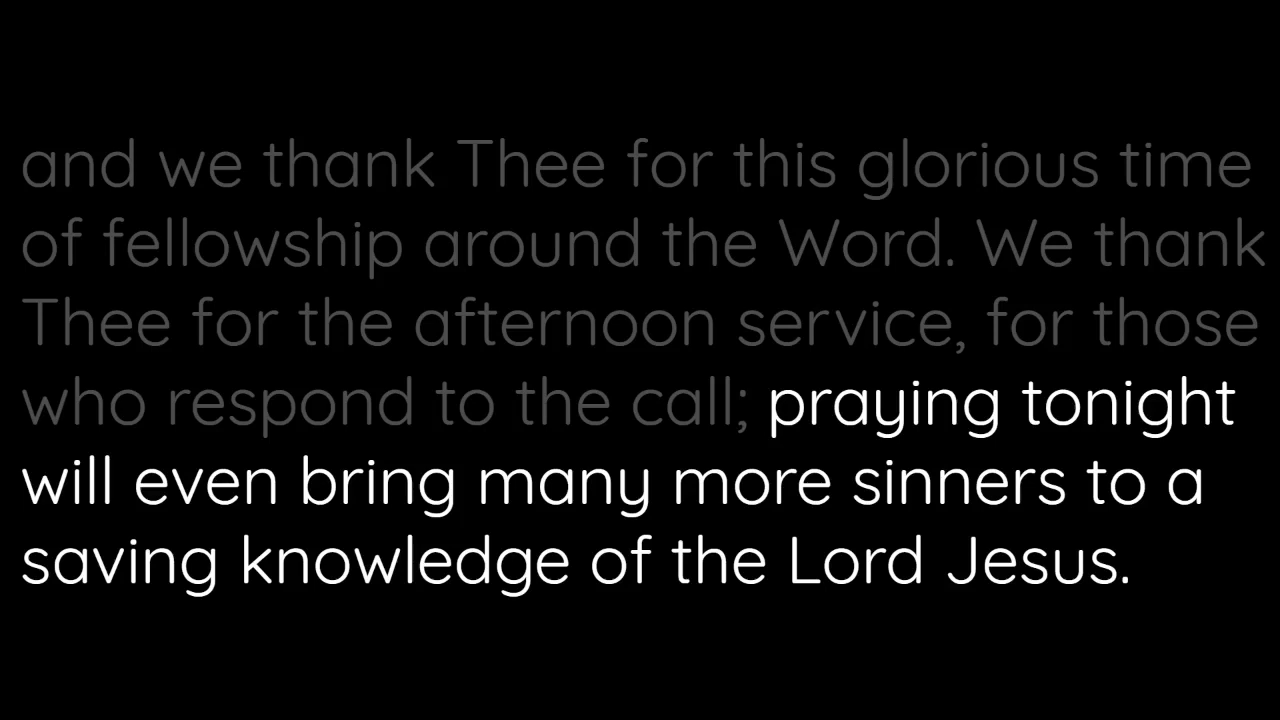 and we thank Thee for this glorious time
of fellowship around the Word. We thank
Thee for the afternoon service, for those
who respond to the call; praying tonight
will even bring many more sinners to a
saving knowledge of the Lord Jesus.